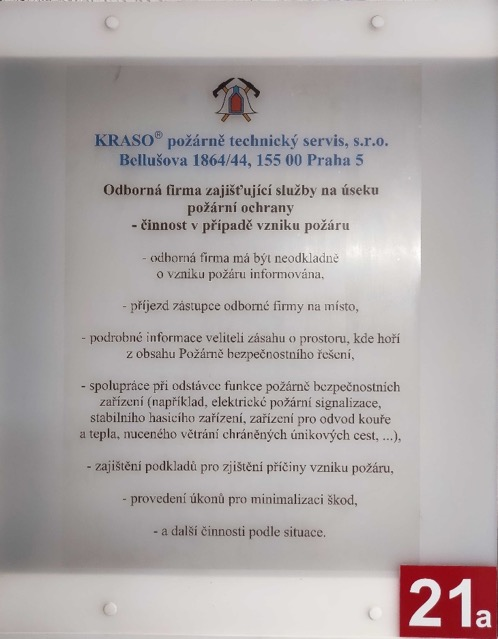 KRASO® požárně technický servis, s.r.o.
Bellušova 1864/44, 155 00 Praha 5
Odborná firma zajišťující služby na úseku
požární ochrany
- činnost v případě vzniku požáru
- odborná firma má být neodkladně
o vzniku požáru informována,
- příjezd zástupce odborné firmy na místo,
- podrobné informace veliteli zásahu o prostoru, kde hoří
z obsahu Požárně bezpečnostního řešení,
- spolupráce při odstávce funkce požárně bezpečnostních
zařízení (například, elektrické požární signalizace,
stabilního hasicího zařízení, zařízení pro odvod kouře
a tepla, nuceného větrání chráněných únikových cest, ...),
- zajištění podkladů pro zjištění příčiny vzniku požáru,
- provedení úkonů pro minimalizaci škod,
- a další činnosti podle situace.
21a